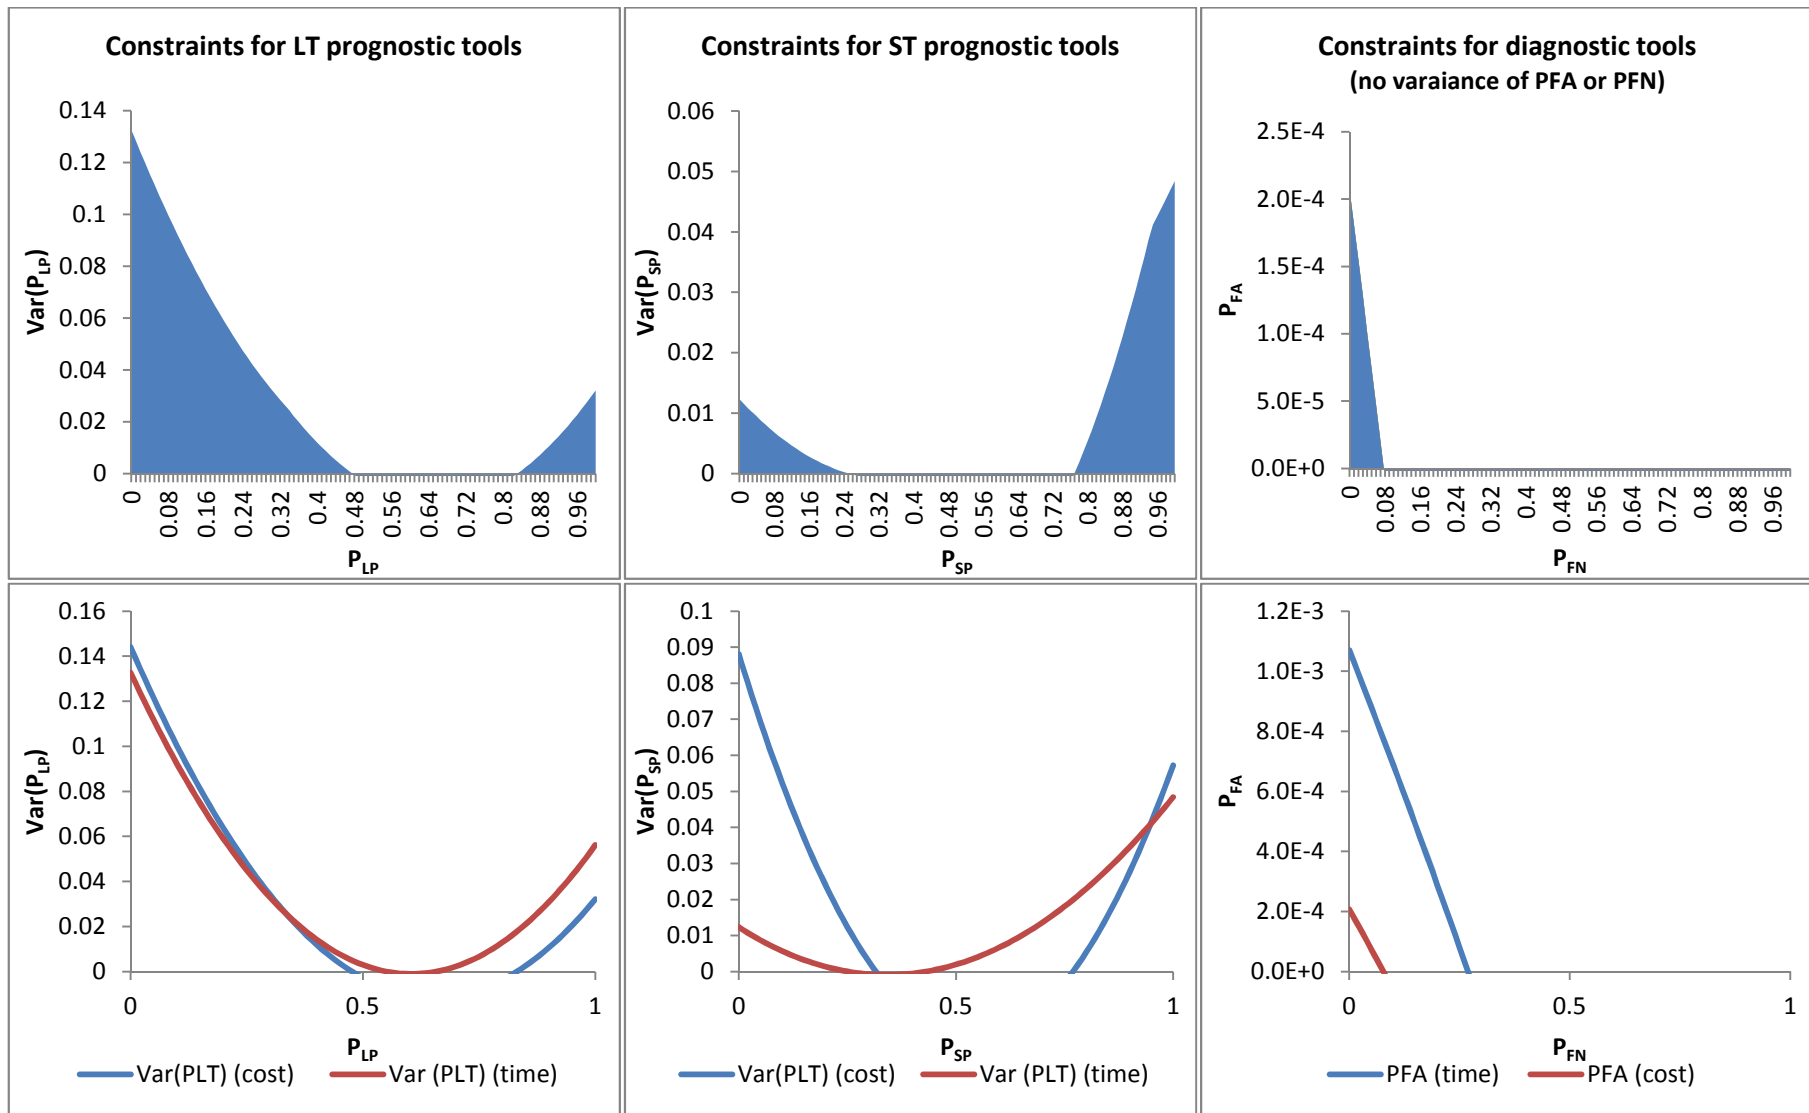 Constraints for LT prognostic tools
0.14
0.12
0.1
0.08
0.06
0.04
0.02
0
Var(P_LP)
0 0.08 0.16 0.24 0.32 0.4 0.48 0.56 0.64 0.72 0.8 0.88 0.96
P_LP
Constraints for ST prognostic tools
0.06
0.05
0.04
0.03
0.02
0.01
0
Var(P_SP)
0 0.08 0.16 0.24 0.32 0.4 0.48 0.56 0.64 0.72 0.8 0.88 0.96
P_SP
Constraints for diagnostic tools
(no varaiance of PFA or PFN)
2.5E-4
2.0E-4
1.5E-4
1.0E-4
5.0E-5
0.0E+0
P_FA
0 0.08 0.16 0.24 0.32 0.4 0.48 0.56 0.64 0.72 0.8 0.88 0.96
P_FN
0.16
0.14
0.12
0.1
0.08
0.06
0.04
0.02
0
Var(P_LP)
0 0.5 1
P_LP
Var(PLT) (cost) Var (PLT) (time)
0.1
0.09
0.08
0.07
0.06
0.05
0.04
0.03
0.02
0.01
0
Var(P_SP)
0 0.5 1
P_SP
Var(PLT) (cost) Var (PLT) (time)
1.2E-3
1.0E-3
8.0E-4
6.0E-4
4.0E-4
2.0E-4
0.0E+0
P_FA
0 0.5 1
P_FN
PFA (time) PFA (cost)